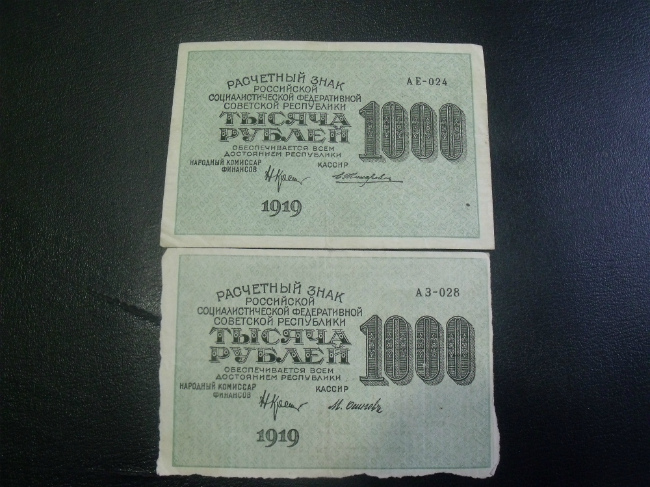 РАСЧЕТНЫЙ ЗНАК
АЕ-024
РОССИЙСКОЙ
СОЦИАЛИСТИЧЕСКОЙ ФЕДЕРАТИВНОЙ
СОВЕТСКОЙ РЕСПУБЛИКИ
ТЫСЯЧА
РУБЛЕЙ
1000
ОБЕСПЕЧИВАЕТСЯ ВСЕМ
ДОСТОЯНИЕМ РЕСПУБЛИКИ
НАРОДНЫЙ КОМИССАР
ФИНАНСОВ
КАССИР
1919
РАСЧЕТНЫЙ ЗНАК
АЗ-028
РОССИЙСКОЙ
СОЦИАЛИСТИЧЕСКОЙ ФЕДЕРАТИВНОЙ
СОВЕТСКОЙ РЕСПУБЛИКИ
ТЫСЯЧА
РУБЛЕЙ
1000
ОБЕСПЕЧИВАЕТСЯ ВСЕМ
ДОСТОЯНИЕМ РЕСПУБЛИКИ
НАРОДНЫЙ КОМИССАР
ФИНАНСОВ
КАССИР
1919